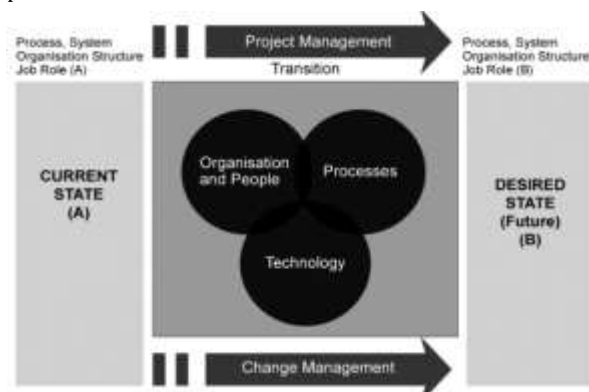 Process, System
Organisation Structure
Job Role (A)
Project Management
Transition
Process, System
Organisation Structure
Job Role (B)
CURRENT
STATE
(A)
Organisation
and People
Processes
Technology
DESIRED
STATE
(Future)
(B)
Change Management